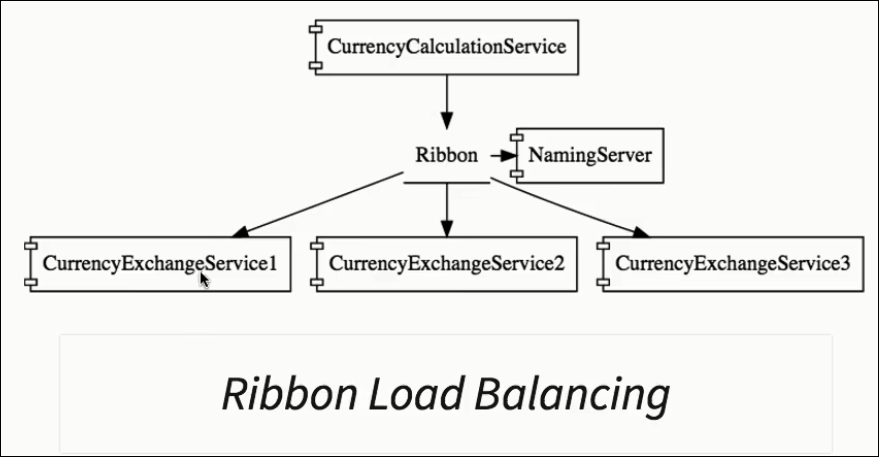 CurrencyCalculationService
Ribbon
NamingServer
CurrencyExchangeService1
CurrencyExchangeService2
CurrencyExchangeService3
Ribbon Load Balancing